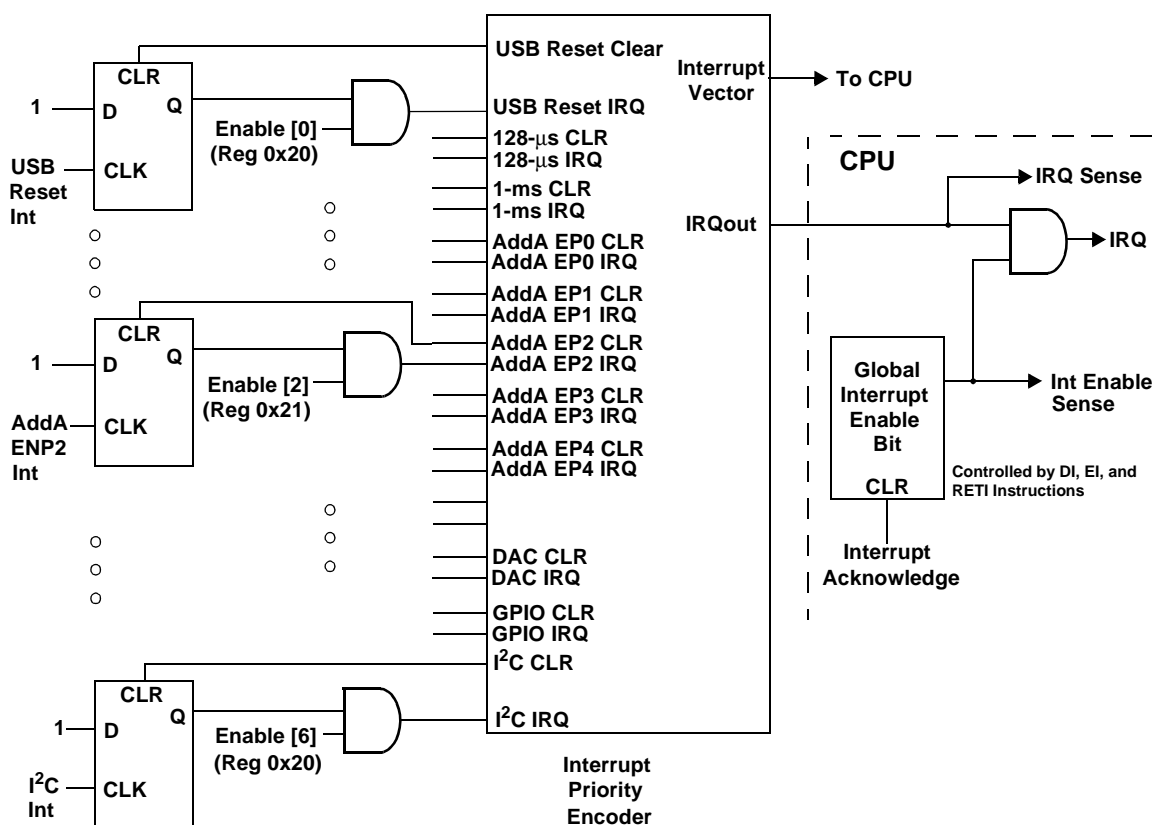 CLR
D
Q
CLK
1
USB
Reset
Int
Enable [0]
(Reg 0x20)
CLR
D
Q
CLK
1
AddA
ENP2
Int
Enable [2]
(Reg 0x21)
CLR
D
Q
CLK
1
I²C
Int
Enable [6]
(Reg 0x20)
USB Reset Clear
USB Reset IRQ
128-μs CLR
128-μs IRQ
1-ms CLR
1-ms IRQ
AddA EP0 CLR
AddA EP0 IRQ
AddA EP1 CLR
AddA EP1 IRQ
AddA EP2 CLR
AddA EP2 IRQ
AddA EP3 CLR
AddA EP3 IRQ
AddA EP4 CLR
AddA EP4 IRQ
DAC CLR
DAC IRQ
GPIO CLR
GPIO IRQ
I²C CLR
I²C IRQ
Interrupt
Vector
IRQout
Interrupt
Priority
Encoder
To CPU
CPU
IRQ Sense
IRQ
Global
Interrupt
Enable
Bit
CLR
Int Enable
Sense
Controlled by DI, EI, and
RETI Instructions
Interrupt
Acknowledge